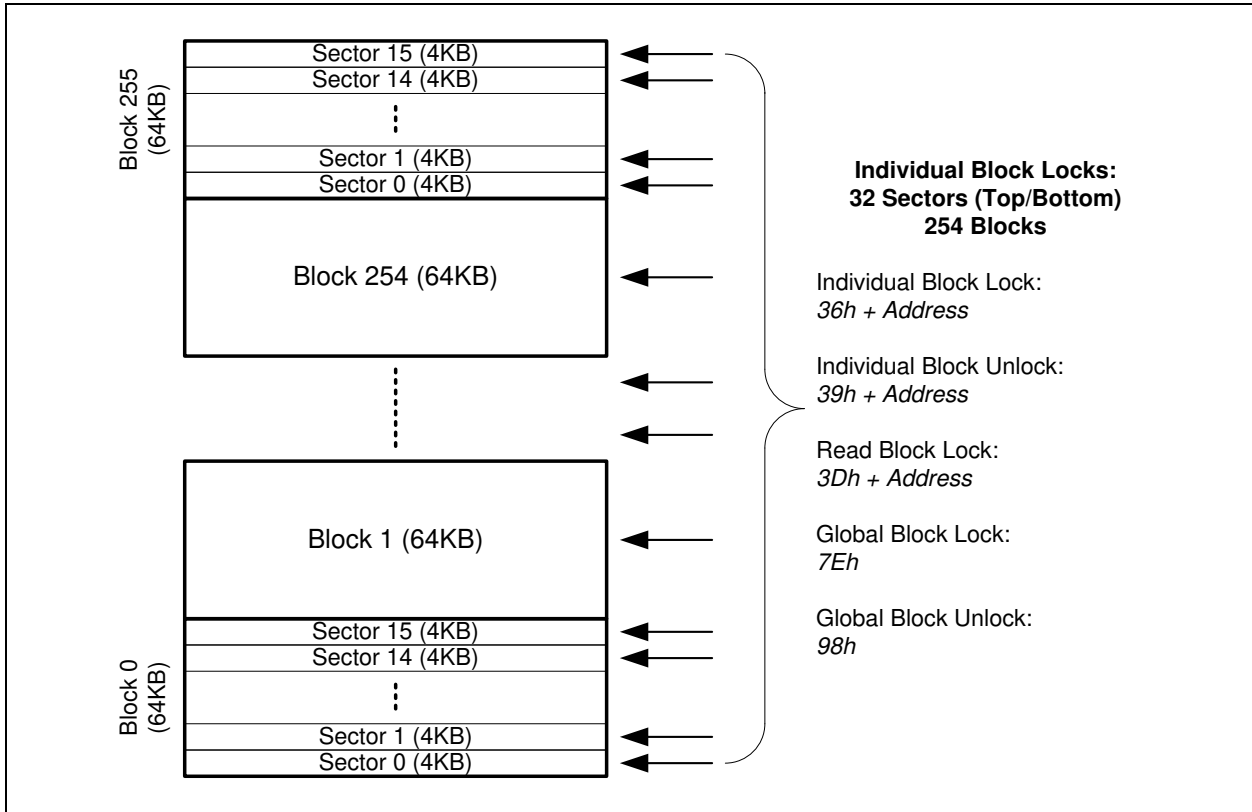 Block 255
(64KB)
Sector 15 (4KB)
Sector 14 (4KB)
Sector 1 (4KB)
Sector 0 (4KB)
Block 254 (64KB)
Block 1 (64KB)
Block 0
(64KB)
Sector 15 (4KB)
Sector 14 (4KB)
Sector 1 (4KB)
Sector 0 (4KB)
Individual Block Locks:
32 Sectors (Top/Bottom)
254 Blocks
Individual Block Lock:
36h + Address
Individual Block Unlock:
39h + Address
Read Block Lock:
3Dh + Address
Global Block Lock:
7Eh
Global Block Unlock:
98h